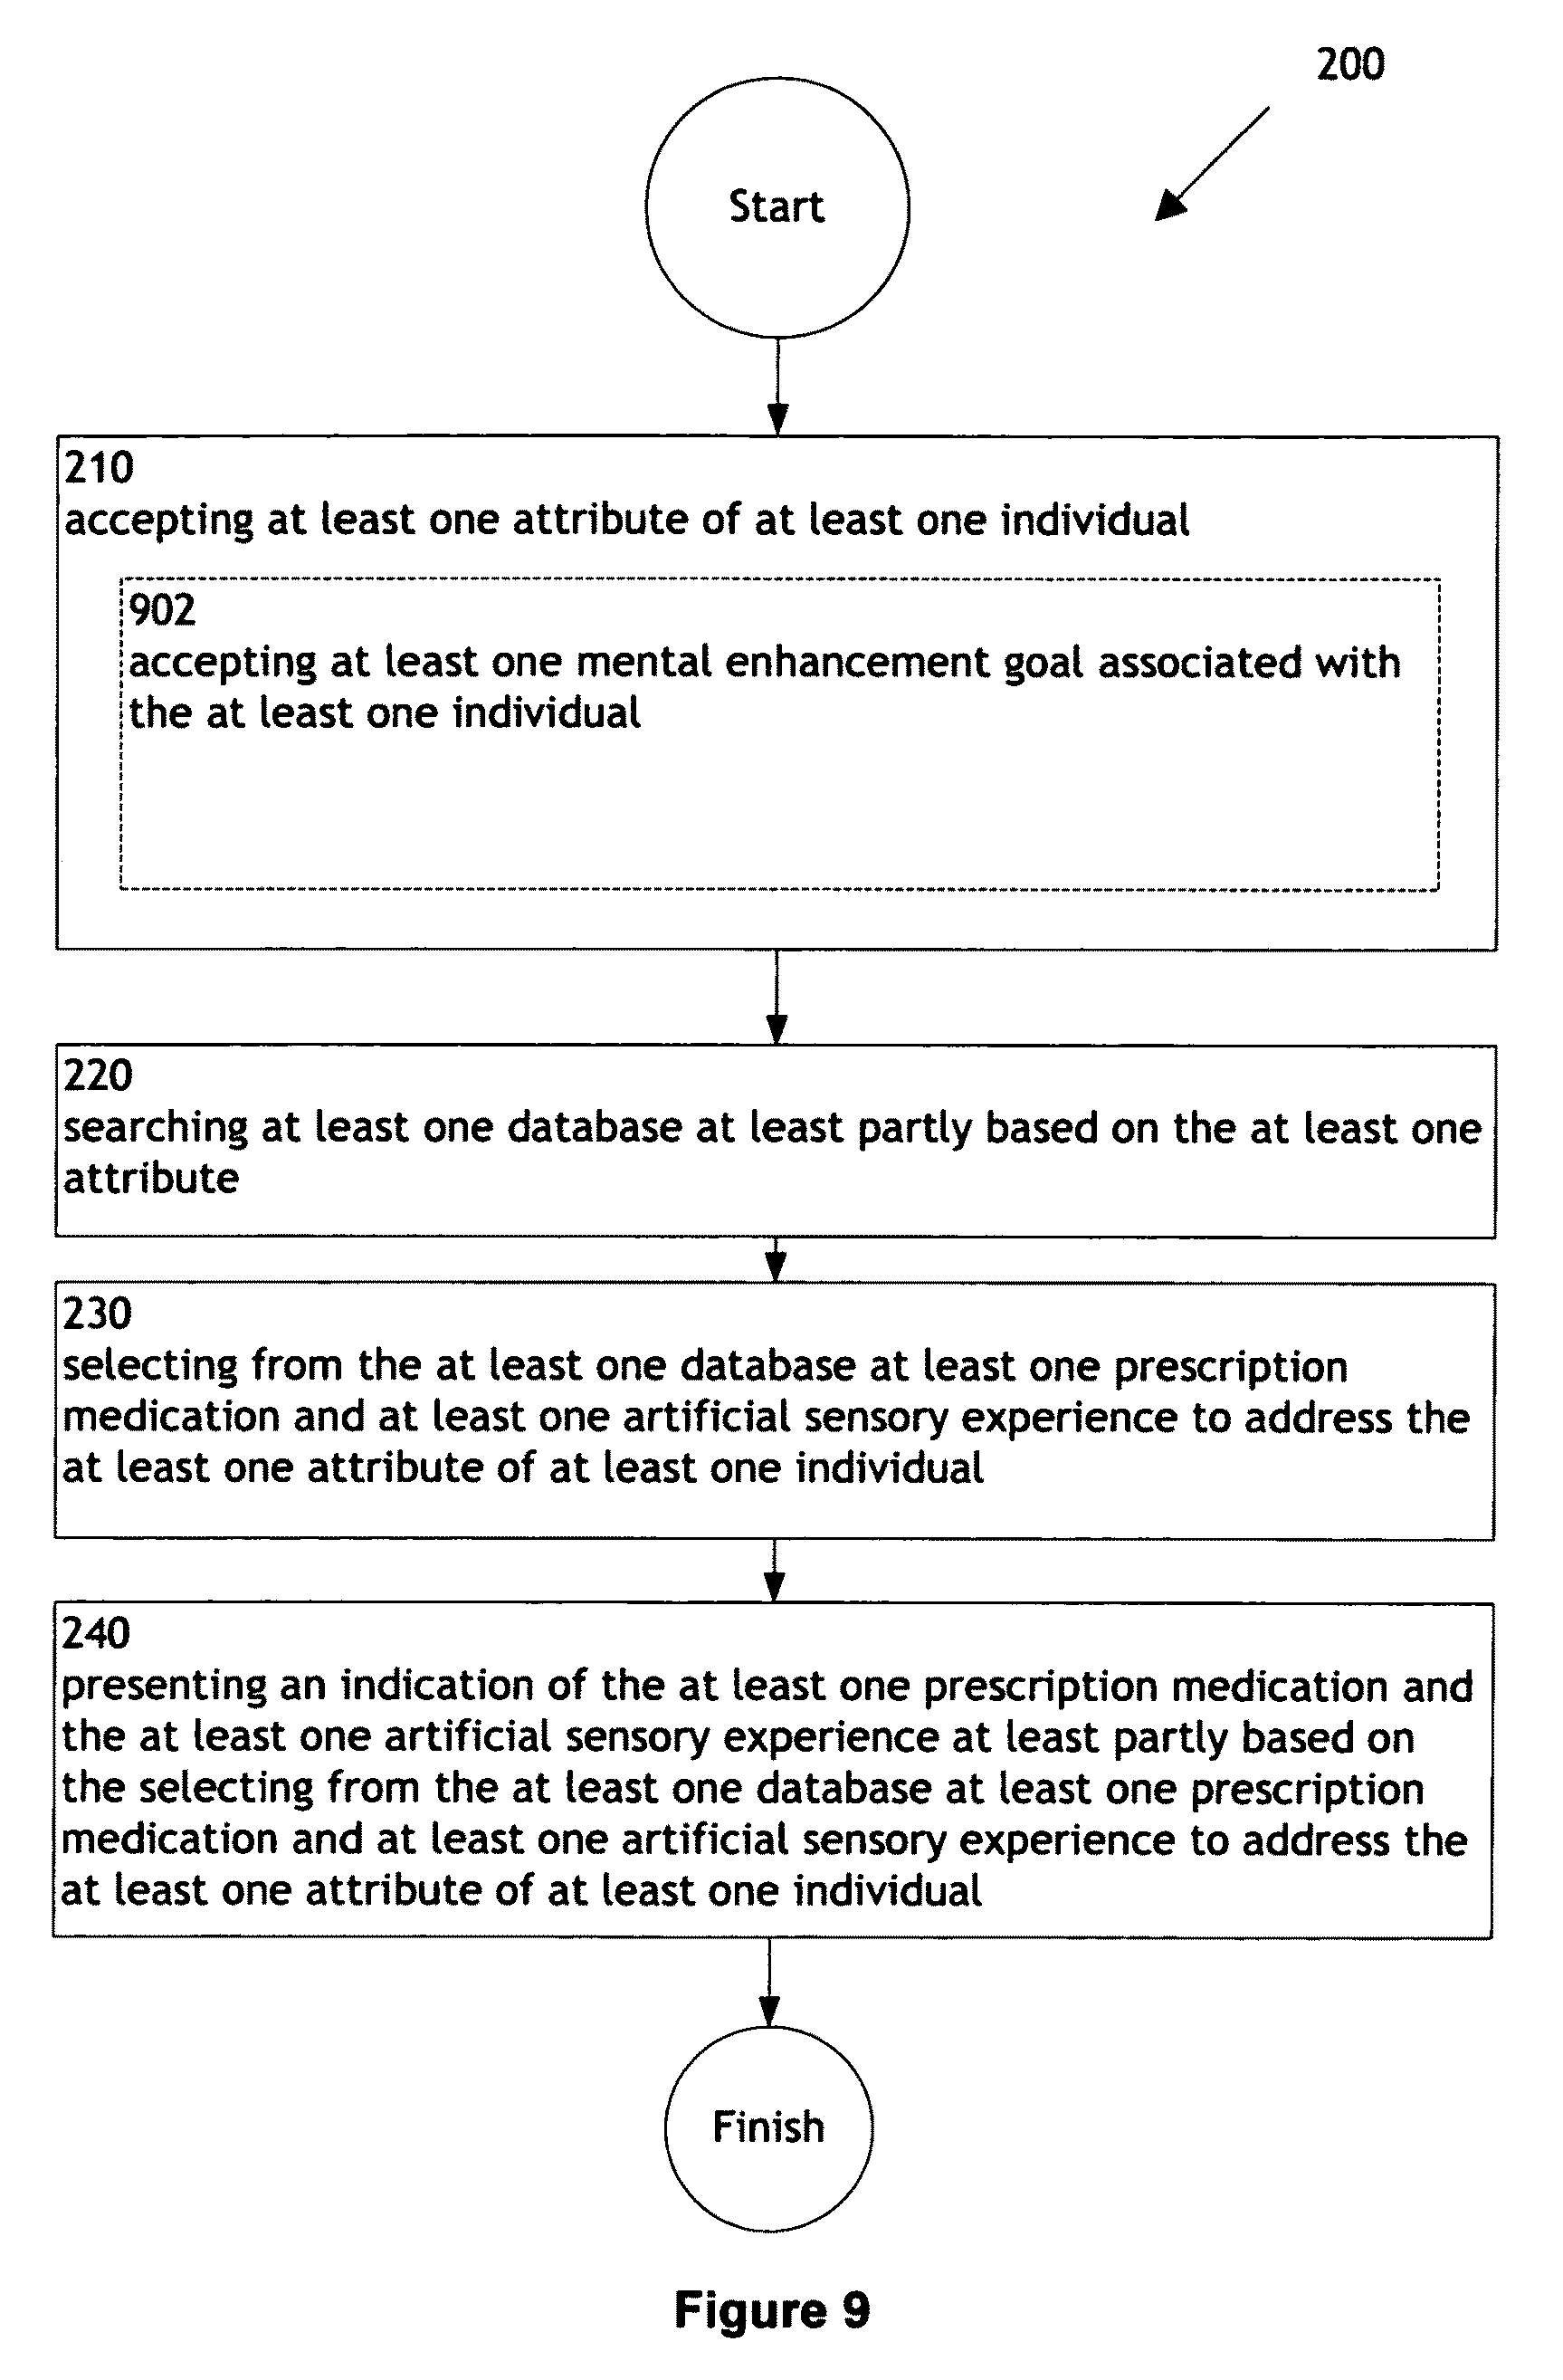 200
Start
210
accepting at least one attribute of at least one individual
902
accepting at least one mental enhancement goal associated with
the at least one individual
220
searching at least one database at least partly based on the at least one
attribute
230
selecting from the at least one database at least one prescription
medication and at least one artificial sensory experience to address the
at least one attribute of at least one individual
240
presenting an indication of the at least one prescription medication and
the at least one artificial sensory experience at least partly based on
the selecting from the at least one database at least one prescription
medication and at least one artificial sensory experience to address the
at least one attribute of at least one individual
Finish
Figure 9